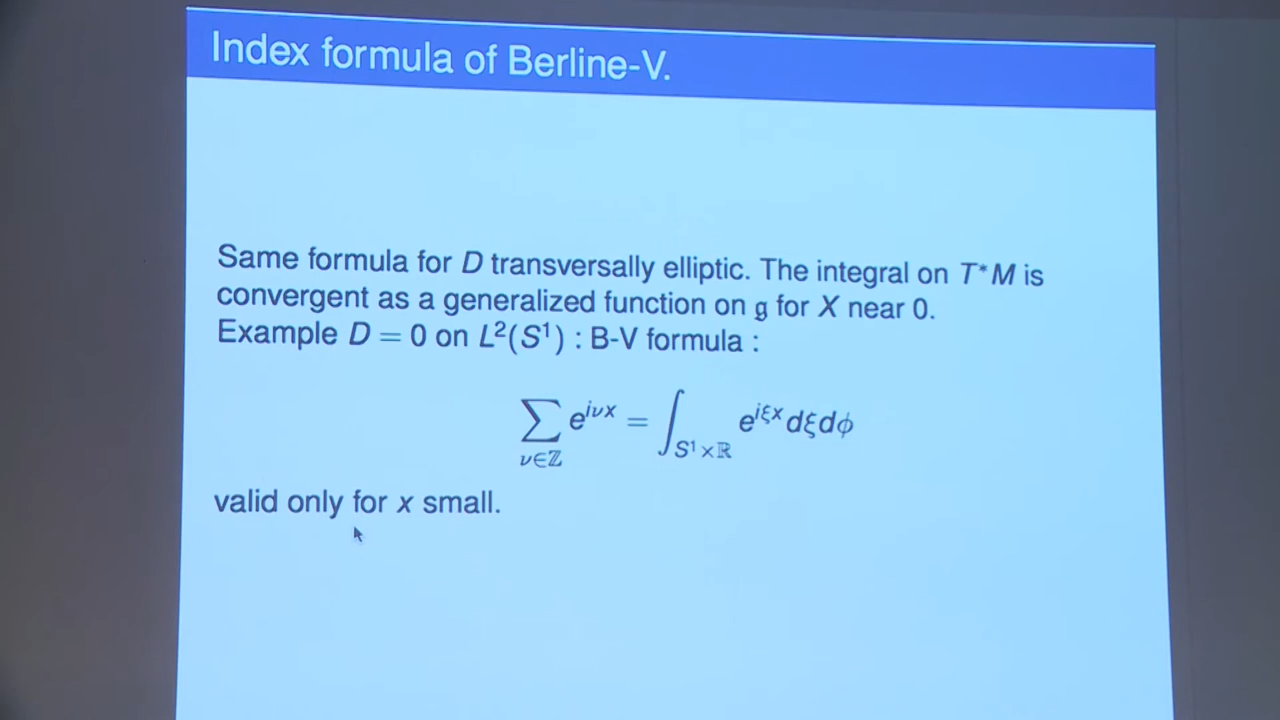 Index formula of Berline-V.
Same formula for D transversally elliptic. The integral on T*M is
convergent as a generalized function on 𝔤 for X near 0.
Example D = 0 on L²(S¹) : B-V formula :
∑_{ν∈ℤ} e^{iνx} = ∫_{S¹×ℝ} e^{iξx} dξdϕ
valid only for x small.